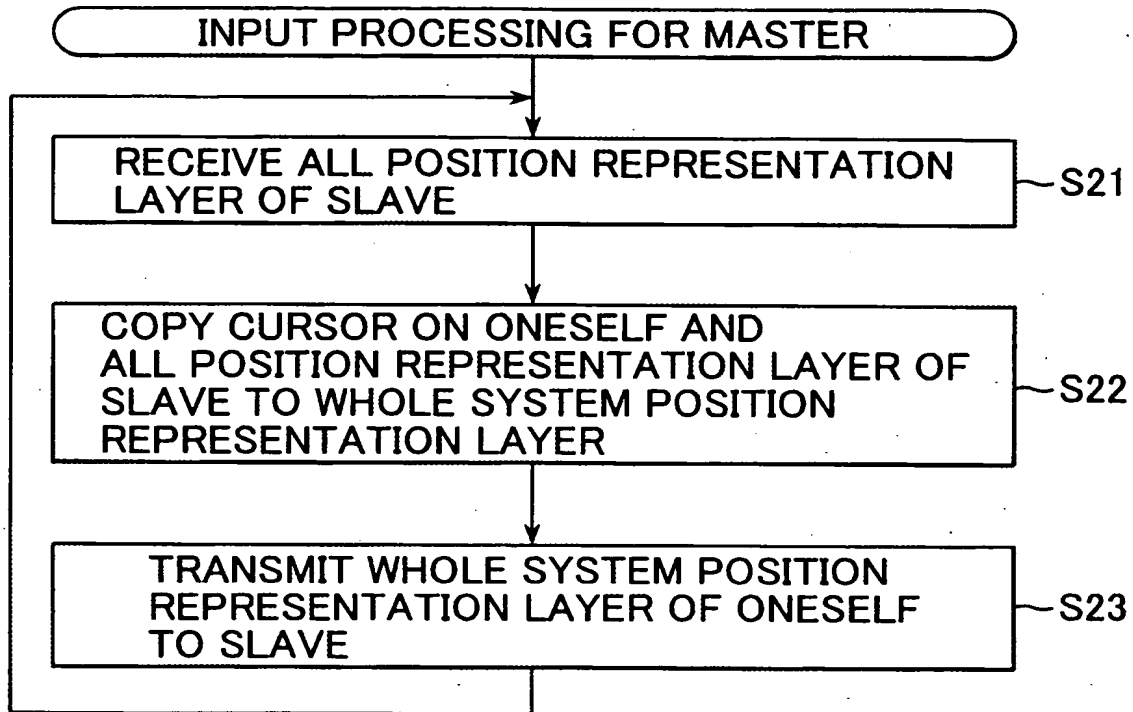 INPUT PROCESSING FOR MASTER
RECEIVE ALL POSITION REPRESENTATION
LAYER OF SLAVE
S21
COPY CURSOR ON ONESELF AND
ALL POSITION REPRESENTATION LAYER OF
SLAVE TO WHOLE SYSTEM POSITION
REPRESENTATION LAYER
S22
TRANSMIT WHOLE SYSTEM POSITION
REPRESENTATION LAYER OF ONESELF
TO SLAVE
S23